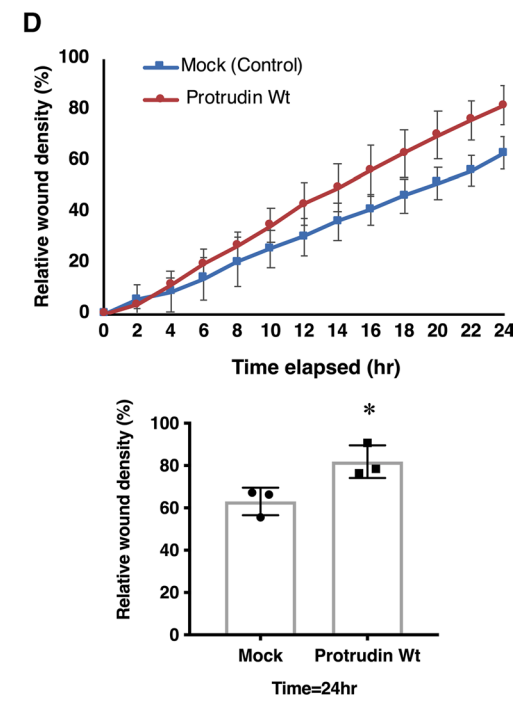 D
Relative wound density (%)
100
80
60
40
20
0
Mock (Control)
Protrudin Wt
0 2 4 6 8 10 12 14 16 18 20 22 24
Time elapsed (hr)
Relative wound density (%)
100
80
60
40
20
0
*
Mock Protrudin Wt
Time=24hr